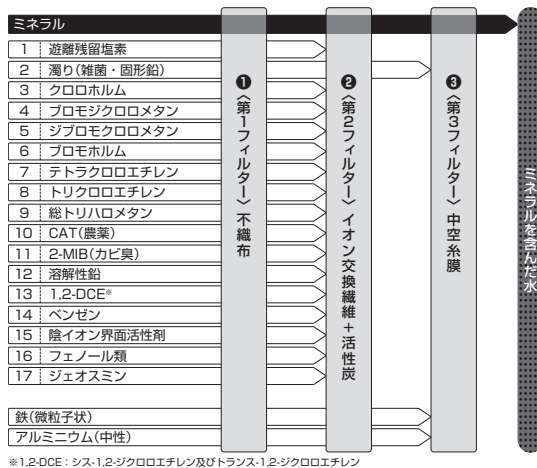 ミネラル
1 遊離残留塩素
2 濁り(雑菌・固形鉛)
3 クロロホルム
4 ブロモジクロロメタン
5 ジブロモクロロメタン
6 ブロモホルム
7 テトラクロロエチレン
8 トリクロロエチレン
9 総トリハロメタン
10 CAT(農薬)
11 2-MIB(カビ臭)
12 溶解性鉛
13 1,2-DCE※
14 ベンゼン
15 陰イオン界面活性剤
16 フェノール類
17 ジェオスミン
鉄(微粒子状)
アルミニウム(中性)
❶〈第1フィルター〉不織布
❷〈第2フィルター〉イオン交換繊維+活性炭
❸〈第3フィルター〉中空糸膜
ミネラルを含んだ水
※1,2-DCE：シス-1,2-ジクロロエチレン及びトランス-1,2-ジクロロエチレン